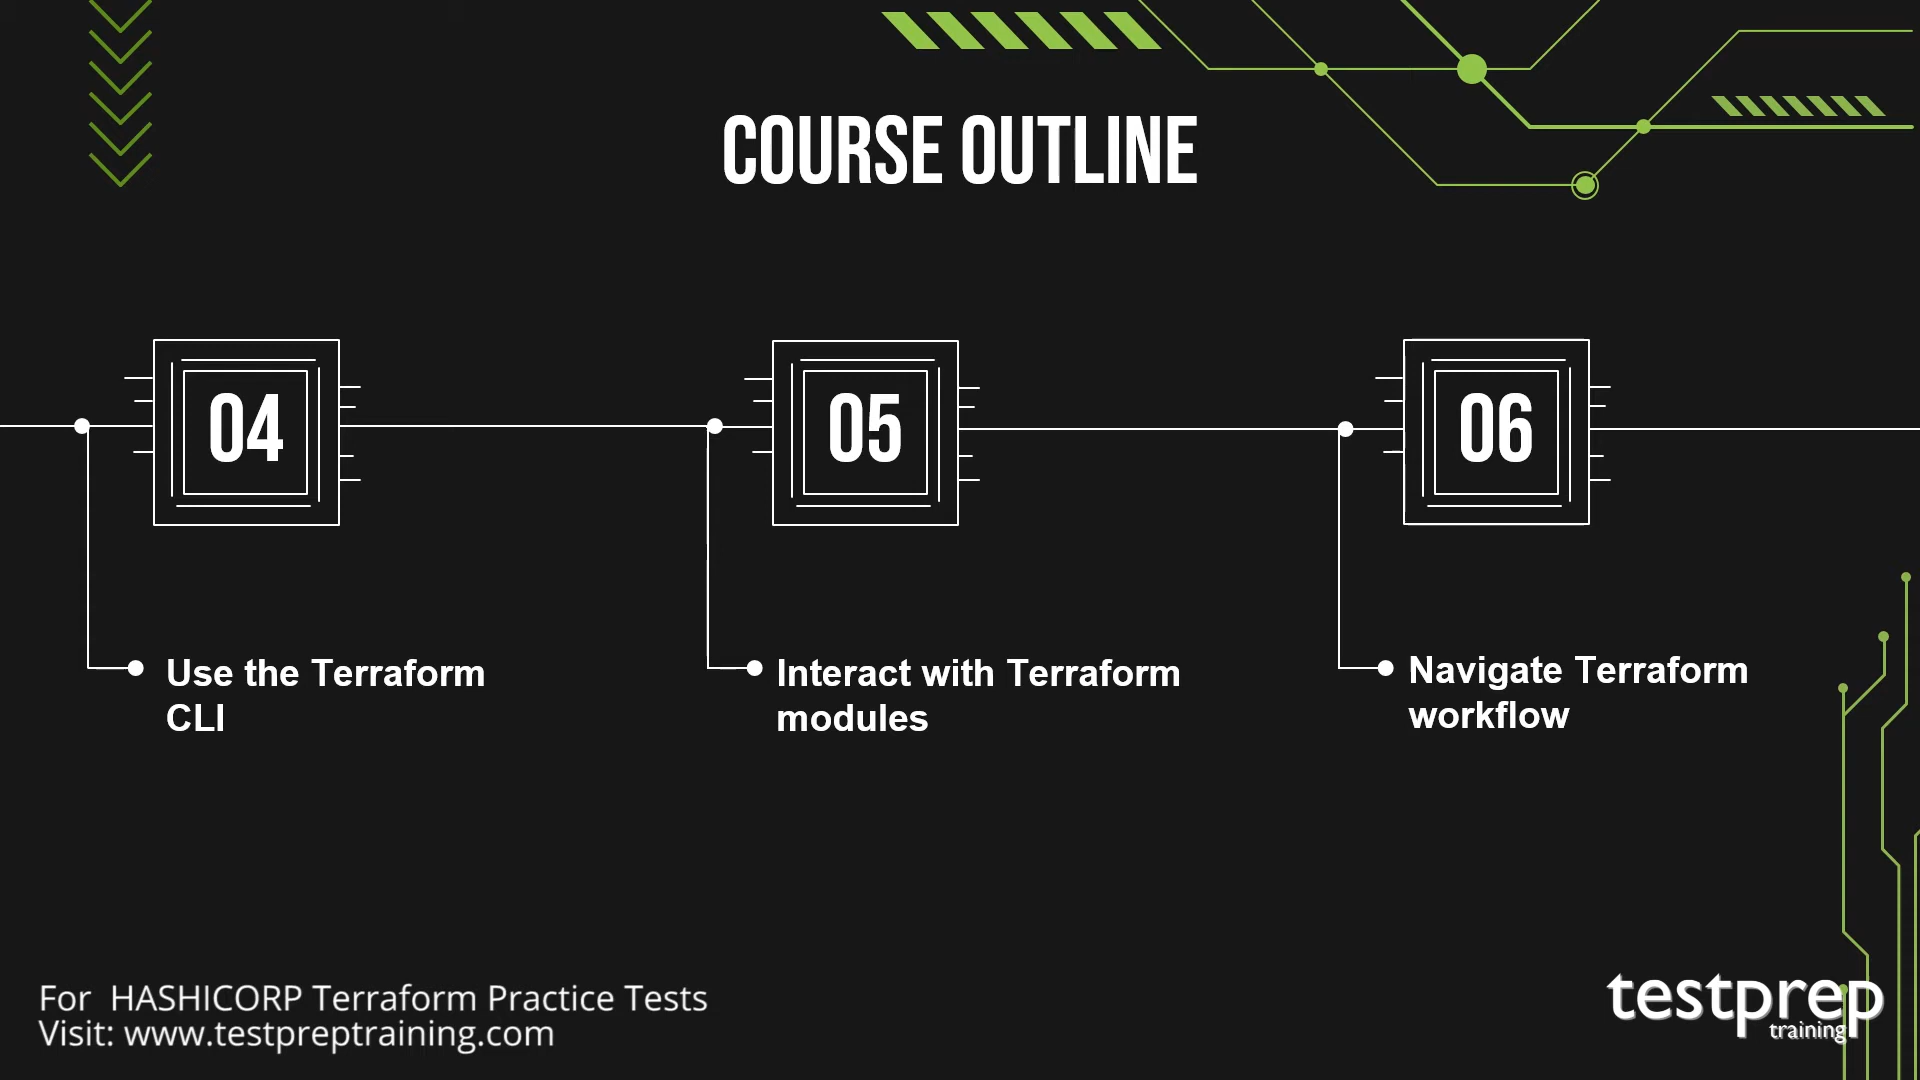 COURSE OUTLINE
04
05
06
Use the Terraform
CLI
Interact with Terraform
modules
Navigate Terraform
workflow
For HASHICORP Terraform Practice Tests
Visit: www.testpreptraining.com
testprep
training